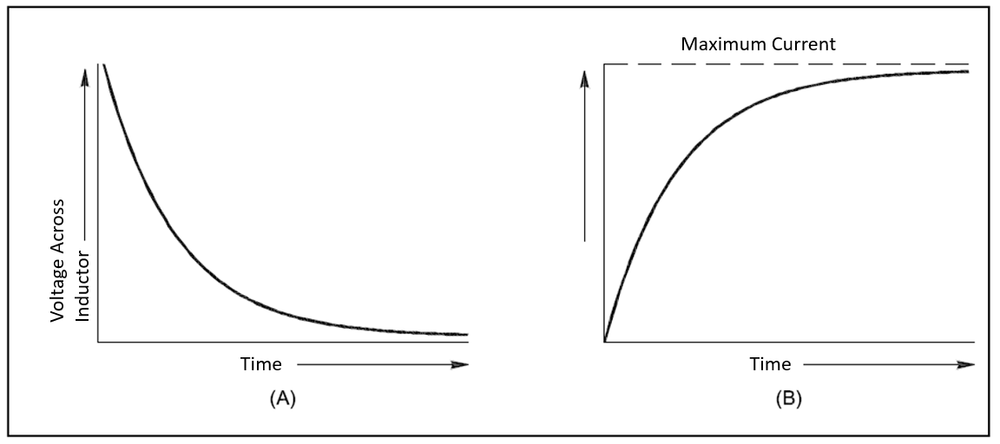 Voltage Across
Inductor
Time
(A)
Maximum Current
Time
(B)